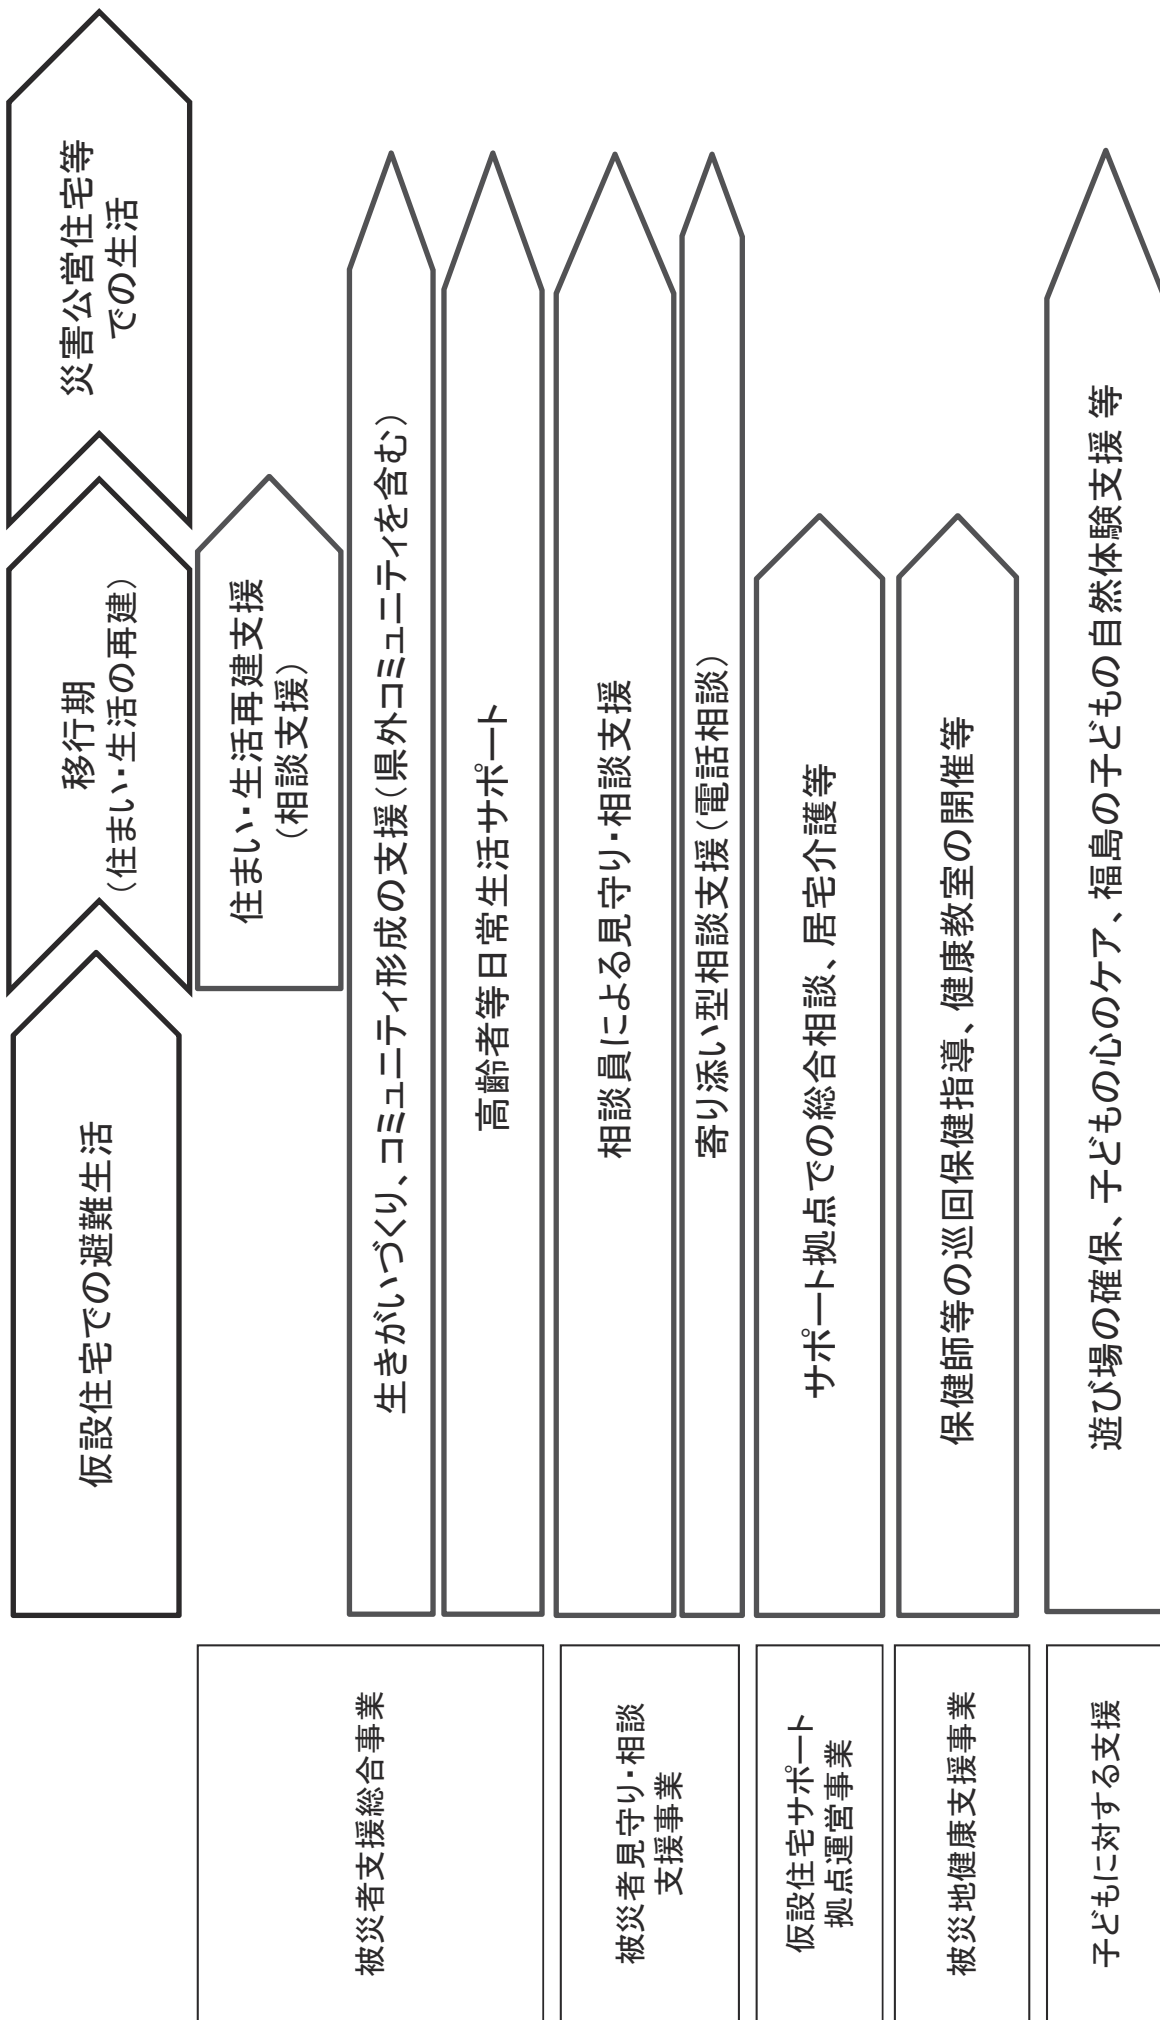 仮設住宅での避難生活
移行期
（住まい・生活の再建）
災害公営住宅等
での生活
被災者支援総合事業
住まい・生活再建支援
（相談支援）
生きがいづくり、コミュニティ形成の支援（県外コミュニティを含む）
高齢者等日常生活サポート
被災者見守り・相談
支援事業
相談員による見守り・相談支援
寄り添い型相談支援（電話相談）
仮設住宅サポート
拠点運営事業
サポート拠点での総合相談、居宅介護等
被災地健康支援事業
保健師等の巡回保健指導、健康教室の開催等
子どもに対する支援
遊び場の確保、子どもの心のケア、福島の子どもの自然体験支援 等